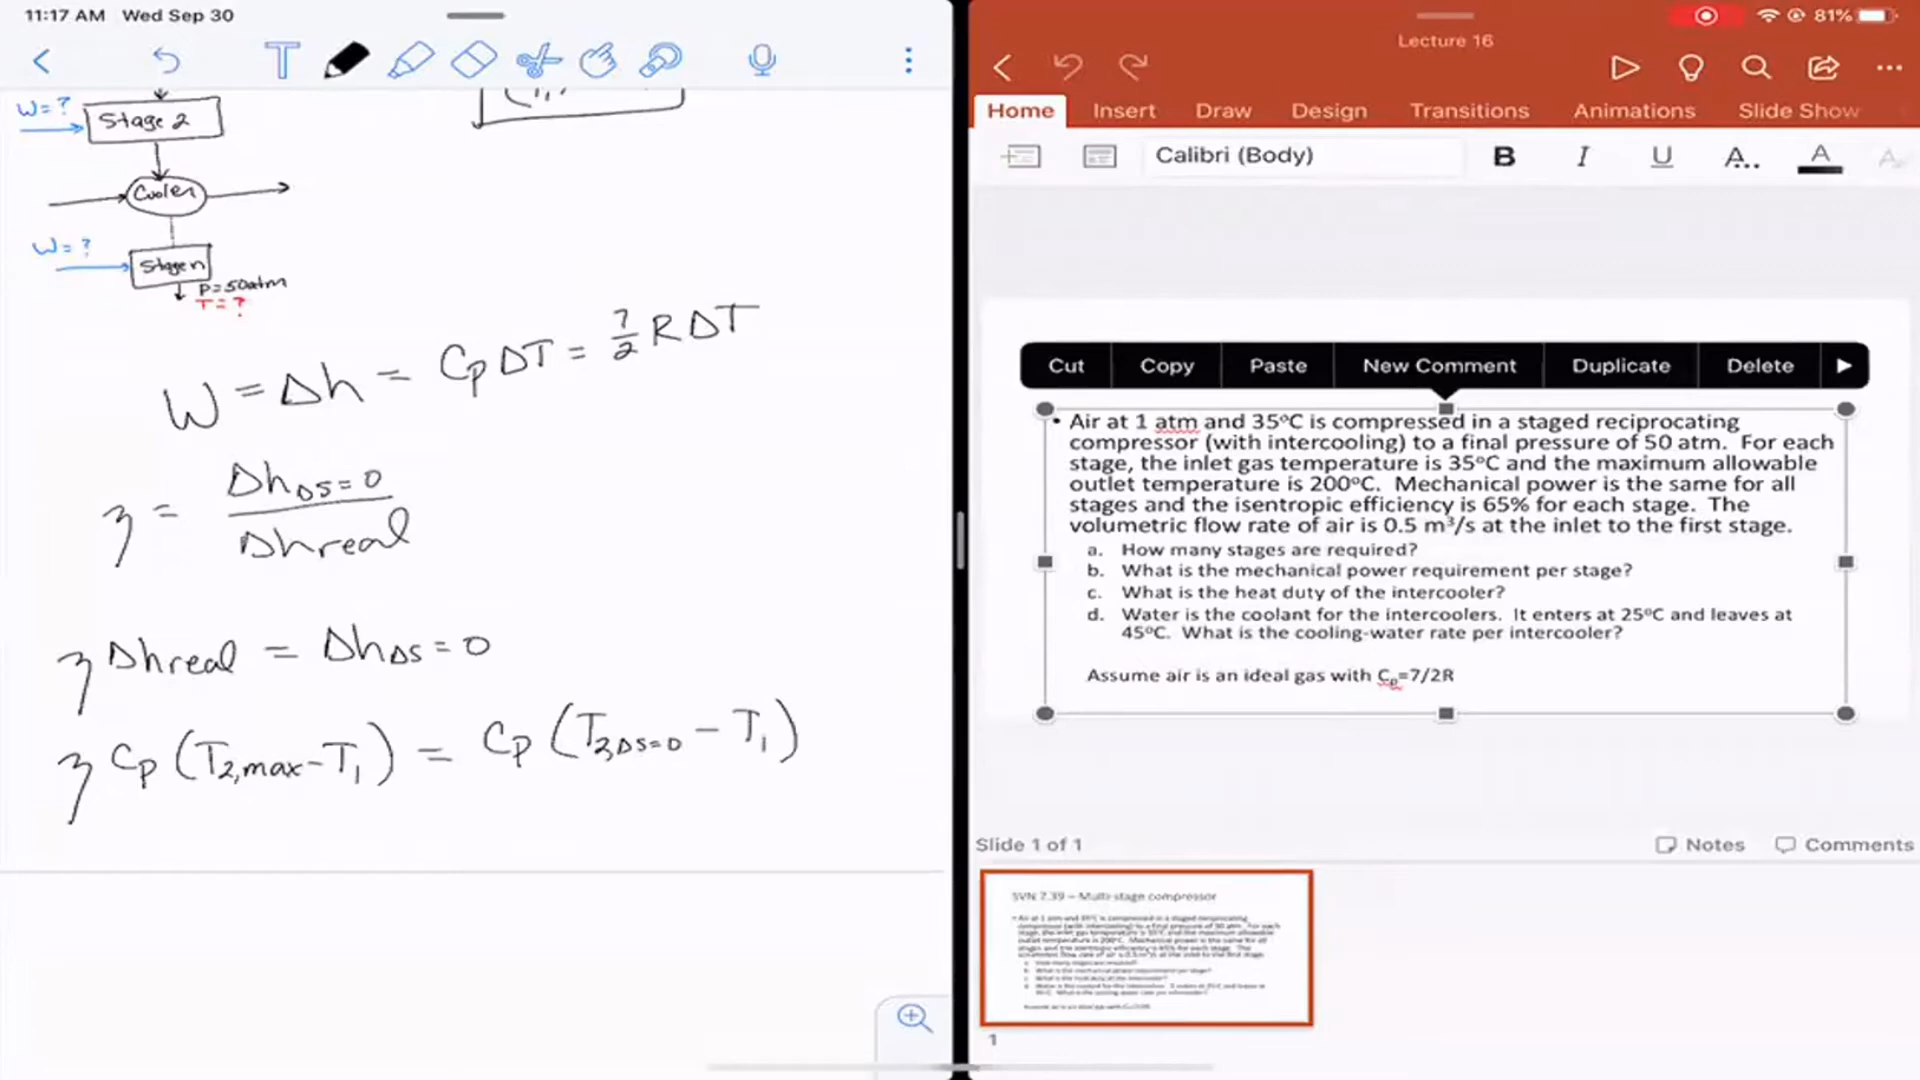 11:17 AM Wed Sep 30
W = ?
Stage 2
Cooler
W = ?
Stage n
P=50atm
T = ?
W = Δh = Cp ΔT = 7/2 R ΔT
η = Δh ΔS=0 / Δhreal
η Δhreal = Δh ΔS = 0
η Cp (T2,max - T1) = Cp (T2,ΔS=0 - T1)
81%
Lecture 16
Home Insert Draw Design Transitions Animations Slide Show
Calibri (Body) B I U A.. A
Cut Copy Paste New Comment Duplicate Delete
• Air at 1 atm and 35°C is compressed in a staged reciprocating
compressor (with intercooling) to a final pressure of 50 atm. For each
stage, the inlet gas temperature is 35°C and the maximum allowable
outlet temperature is 200°C. Mechanical power is the same for all
stages and the isentropic efficiency is 65% for each stage. The
volumetric flow rate of air is 0.5 m³/s at the inlet to the first stage.
a. How many stages are required?
b. What is the mechanical power requirement per stage?
c. What is the heat duty of the intercooler?
d. Water is the coolant for the intercoolers. It enters at 25°C and leaves at
45°C. What is the cooling-water rate per intercooler?
Assume air is an ideal gas with Cp=7/2R
Slide 1 of 1
Notes Comments
SVN 7.39 – Multi-stage compressor
1